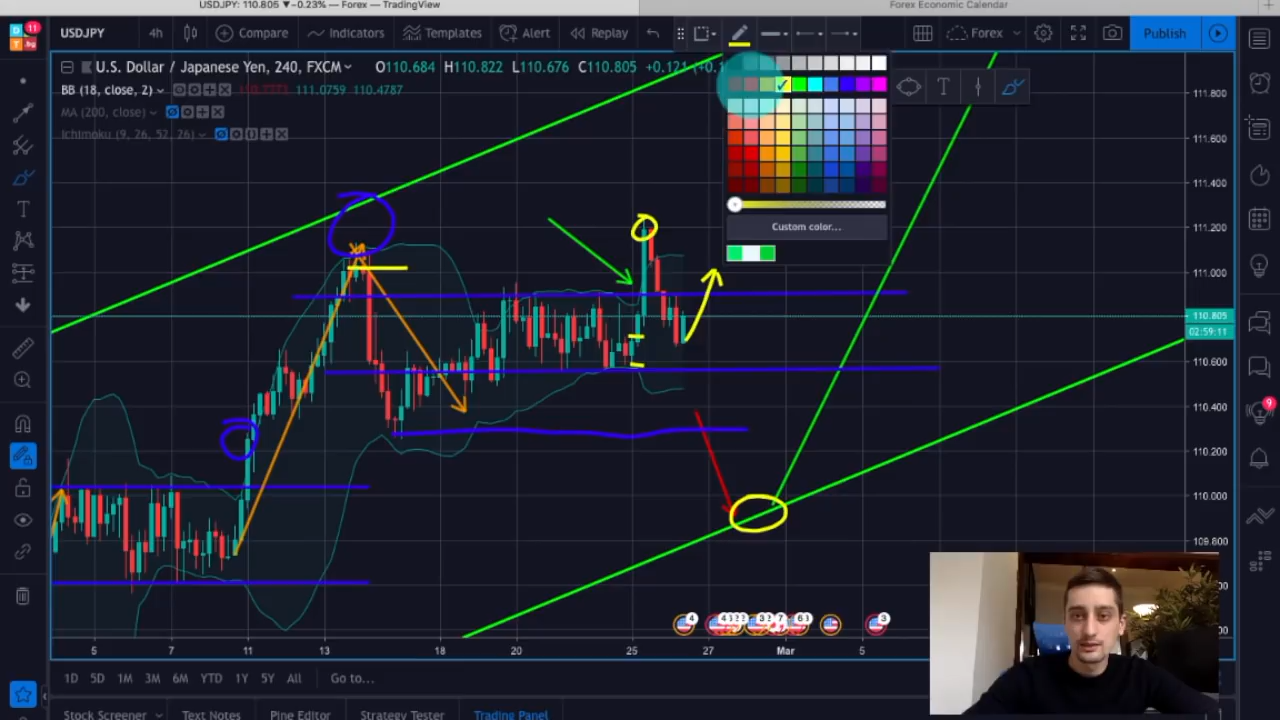 USDJPY: 110.805 ▼-0.23% — Forex — TradingView
Forex Economic Calendar
11
USDJPY 4h Compare Indicators Templates Alert Replay Forex Publish
U.S. Dollar / Japanese Yen, 240, FXCM O110.684 H110.822 L110.676 C110.805 +0.121
BB (18, close, 2) 111.0759 110.4787
MA (200, close)
Ichimoku (9, 26, 52, 26)
T
T
Custom color...
111.800
111.600
111.400
111.200
111.000
110.805
02:59:11
110.600
110.400
110.200
110.000
109.800
9
5 7 11 13 18 20 25 27 Mar 5
1D 5D 1M 3M 6M YTD 1Y 5Y All Go to...
Stock Screener Text Notes Pine Editor Strategy Tester Trading Panel